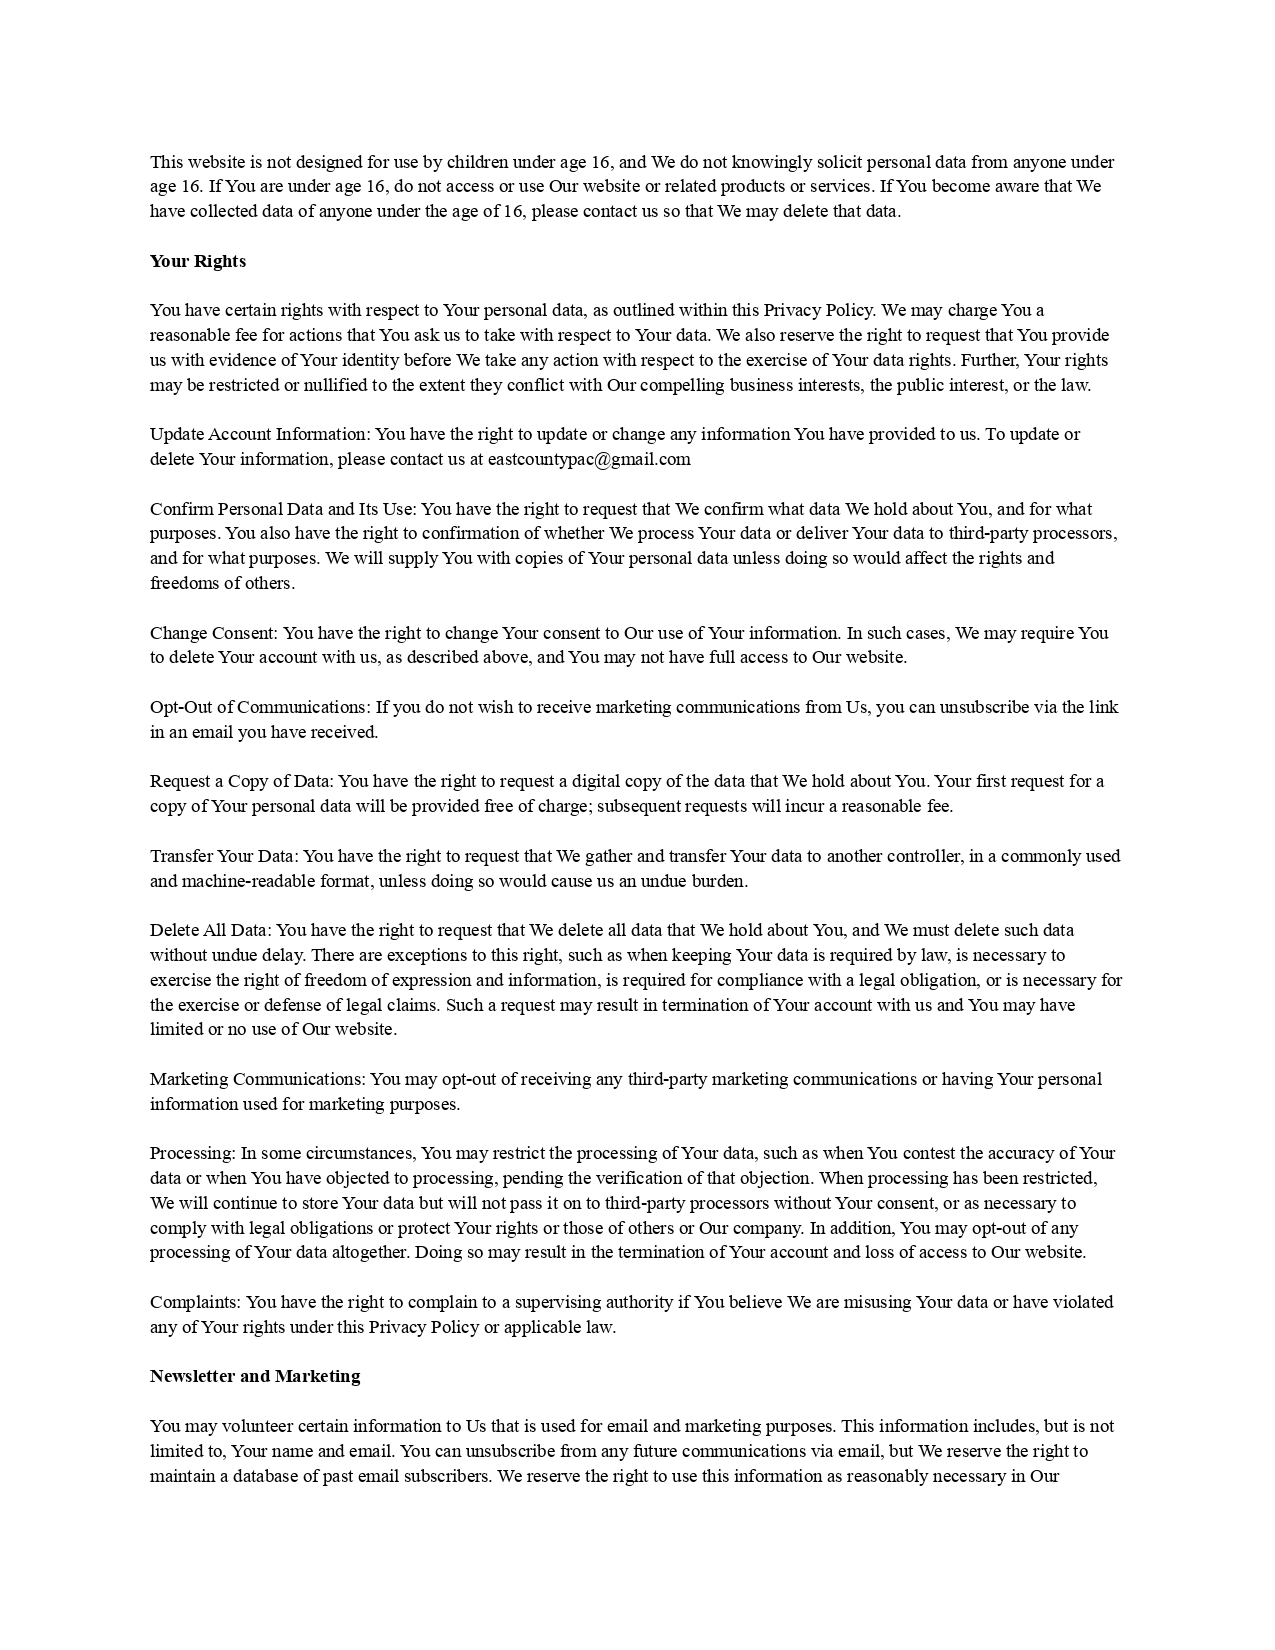 This website is not designed for use by children under age 16, and We do not knowingly solicit personal data from anyone under
age 16. If You are under age 16, do not access or use Our website or related products or services. If You become aware that We
have collected data of anyone under the age of 16, please contact us so that We may delete that data.
Your Rights
You have certain rights with respect to Your personal data, as outlined within this Privacy Policy. We may charge You a
reasonable fee for actions that You ask us to take with respect to Your data. We also reserve the right to request that You provide
us with evidence of Your identity before We take any action with respect to the exercise of Your data rights. Further, Your rights
may be restricted or nullified to the extent they conflict with Our compelling business interests, the public interest, or the law.
Update Account Information: You have the right to update or change any information You have provided to us. To update or
delete Your information, please contact us at eastcountypac@gmail.com
Confirm Personal Data and Its Use: You have the right to request that We confirm what data We hold about You, and for what
purposes. You also have the right to confirmation of whether We process Your data or deliver Your data to third-party processors,
and for what purposes. We will supply You with copies of Your personal data unless doing so would affect the rights and
freedoms of others.
Change Consent: You have the right to change Your consent to Our use of Your information. In such cases, We may require You
to delete Your account with us, as described above, and You may not have full access to Our website.
Opt-Out of Communications: If you do not wish to receive marketing communications from Us, you can unsubscribe via the link
in an email you have received.
Request a Copy of Data: You have the right to request a digital copy of the data that We hold about You. Your first request for a
copy of Your personal data will be provided free of charge; subsequent requests will incur a reasonable fee.
Transfer Your Data: You have the right to request that We gather and transfer Your data to another controller, in a commonly used
and machine-readable format, unless doing so would cause us an undue burden.
Delete All Data: You have the right to request that We delete all data that We hold about You, and We must delete such data
without undue delay. There are exceptions to this right, such as when keeping Your data is required by law, is necessary to
exercise the right of freedom of expression and information, is required for compliance with a legal obligation, or is necessary for
the exercise or defense of legal claims. Such a request may result in termination of Your account with us and You may have
limited or no use of Our website.
Marketing Communications: You may opt-out of receiving any third-party marketing communications or having Your personal
information used for marketing purposes.
Processing: In some circumstances, You may restrict the processing of Your data, such as when You contest the accuracy of Your
data or when You have objected to processing, pending the verification of that objection. When processing has been restricted,
We will continue to store Your data but will not pass it on to third-party processors without Your consent, or as necessary to
comply with legal obligations or protect Your rights or those of others or Our company. In addition, You may opt-out of any
processing of Your data altogether. Doing so may result in the termination of Your account and loss of access to Our website.
Complaints: You have the right to complain to a supervising authority if You believe We are misusing Your data or have violated
any of Your rights under this Privacy Policy or applicable law.
Newsletter and Marketing
You may volunteer certain information to Us that is used for email and marketing purposes. This information includes, but is not
limited to, Your name and email. You can unsubscribe from any future communications via email, but We reserve the right to
maintain a database of past email subscribers. We reserve the right to use this information as reasonably necessary in Our